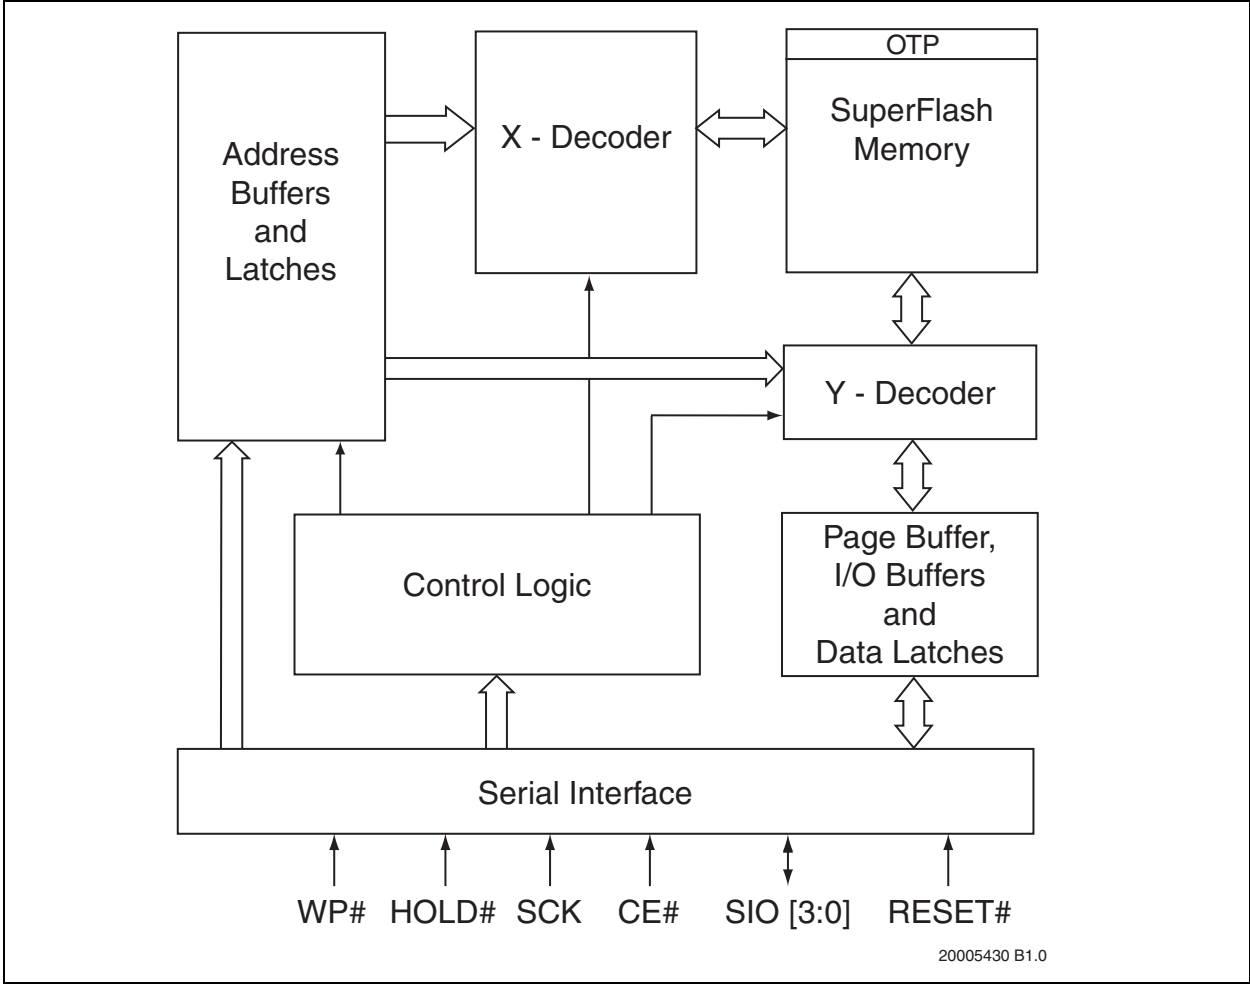 OTP
SuperFlash
Memory
X - Decoder
Address
Buffers
and
Latches
Y - Decoder
Control Logic
Page Buffer,
I/O Buffers
and
Data Latches
Serial Interface
WP# HOLD# SCK CE# SIO [3:0] RESET#
20005430 B1.0